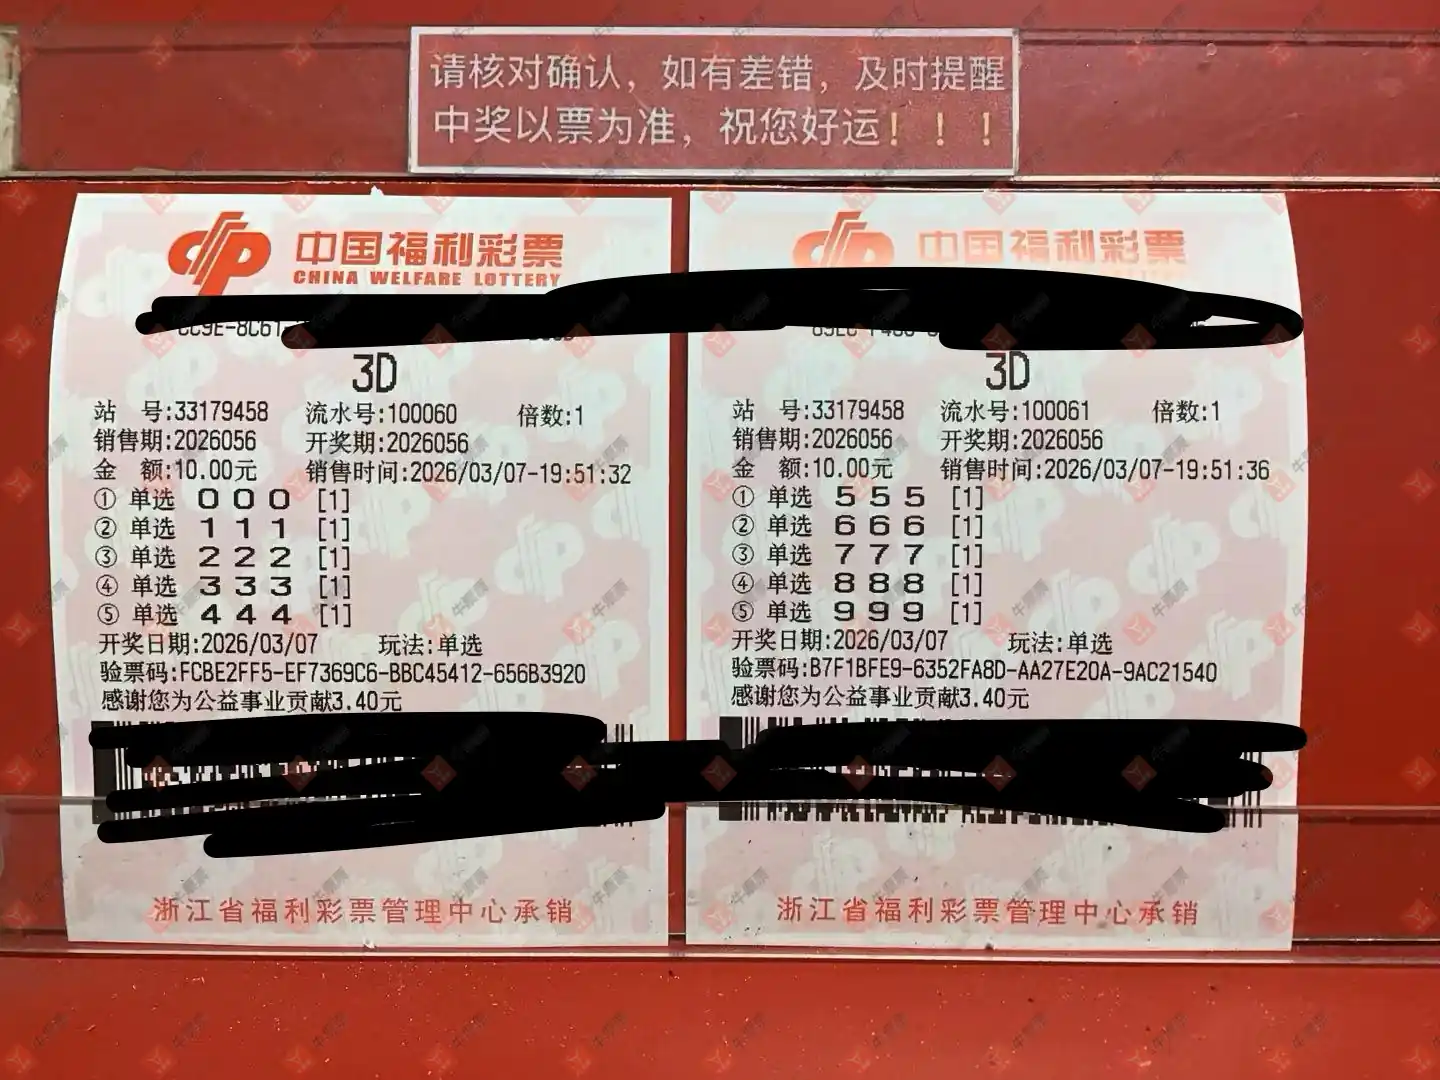 请核对确认，如有差错，及时提醒
中奖以票为准，祝您好运！！！
中国福利彩票
CHINA WELFARE LOTTERY
3D
站 号:33179458 流水号:100060 倍数:1
销售期:2026056 开奖期:2026056
金 额:10.00元 销售时间:2026/03/07-19:51:32
① 单选 0 0 0 [1]
② 单选 1 1 1 [1]
③ 单选 2 2 2 [1]
④ 单选 3 3 3 [1]
⑤ 单选 4 4 4 [1]
开奖日期:2026/03/07 玩法:单选
验票码:FCBE2FF5-EF7369C6-BBC45412-656B3920
感谢您为公益事业贡献3.40元
浙江省福利彩票管理中心承销
中国福利彩票
3D
站 号:33179458 流水号:100061 倍数:1
销售期:2026056 开奖期:2026056
金 额:10.00元 销售时间:2026/03/07-19:51:36
① 单选 5 5 5 [1]
② 单选 6 6 6 [1]
③ 单选 7 7 7 [1]
④ 单选 8 8 8 [1]
⑤ 单选 9 9 9 [1]
开奖日期:2026/03/07 玩法:单选
验票码:B7F1BFE9-6352FA8D-AA27E20A-9AC21540
感谢您为公益事业贡献3.40元
浙江省福利彩票管理中心承销